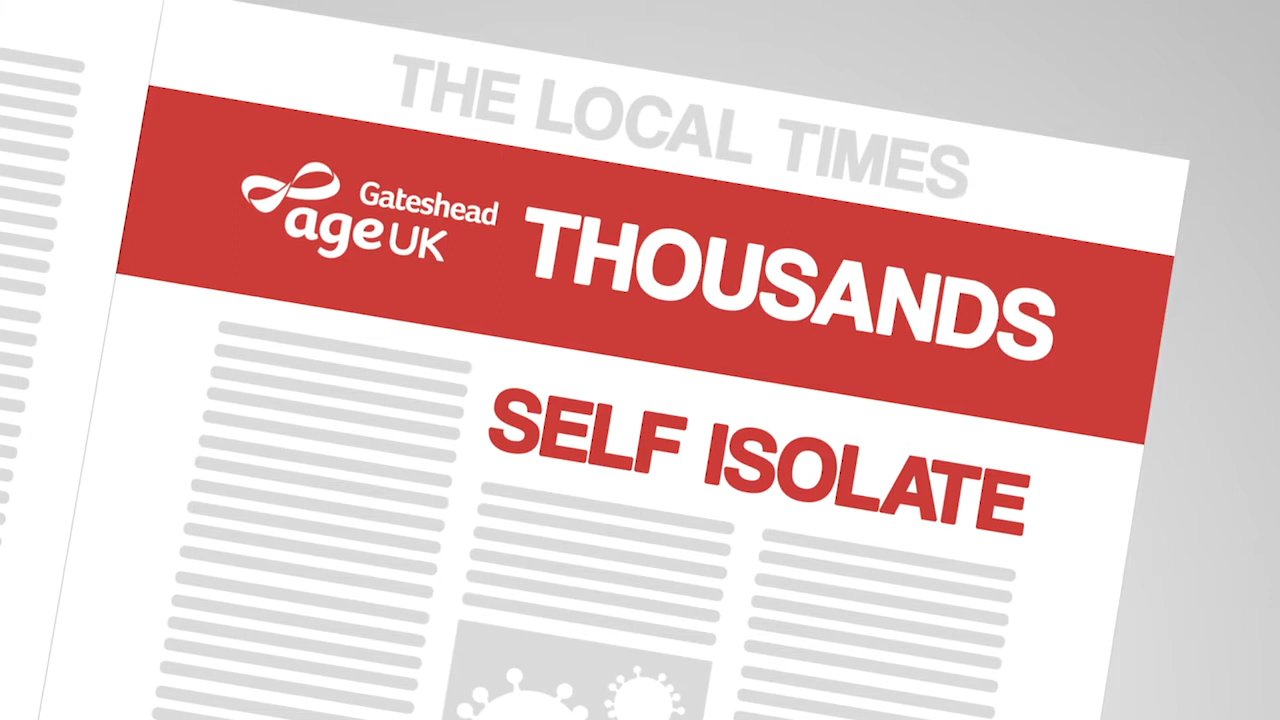 THE LOCAL TIMES
Gateshead
age UK
THOUSANDS
SELF ISOLATE